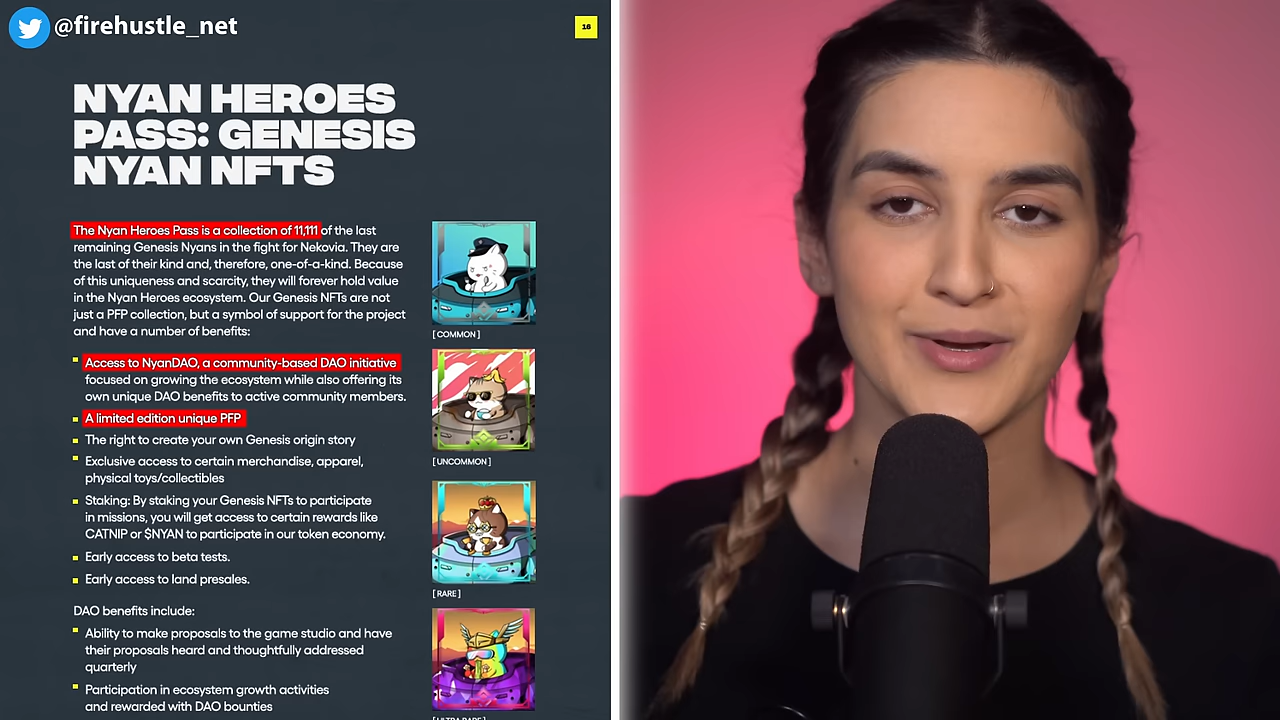 @firehustle_net
16
NYAN HEROES
PASS: GENESIS
NYAN NFTS
The Nyan Heroes Pass is a collection of 11,111 of the last
remaining Genesis Nyans in the fight for Nekovia. They are
the last of their kind and, therefore, one-of-a-kind. Because
of this uniqueness and scarcity, they will forever hold value
in the Nyan Heroes ecosystem. Our Genesis NFTs are not
just a PFP collection, but a symbol of support for the project
and have a number of benefits:
Access to NyanDAO, a community-based DAO initiative
focused on growing the ecosystem while also offering its
own unique DAO benefits to active community members.
A limited edition unique PFP
The right to create your own Genesis origin story
Exclusive access to certain merchandise, apparel,
physical toys/collectibles
Staking: By staking your Genesis NFTs to participate
in missions, you will get access to certain rewards like
CATNIP or $NYAN to participate in our token economy.
Early access to beta tests.
Early access to land presales.
DAO benefits include:
Ability to make proposals to the game studio and have
their proposals heard and thoughtfully addressed
quarterly
Participation in ecosystem growth activities
and rewarded with DAO bounties
[ COMMON ]
[ UNCOMMON ]
[ RARE ]
[ ULTRA RARE ]